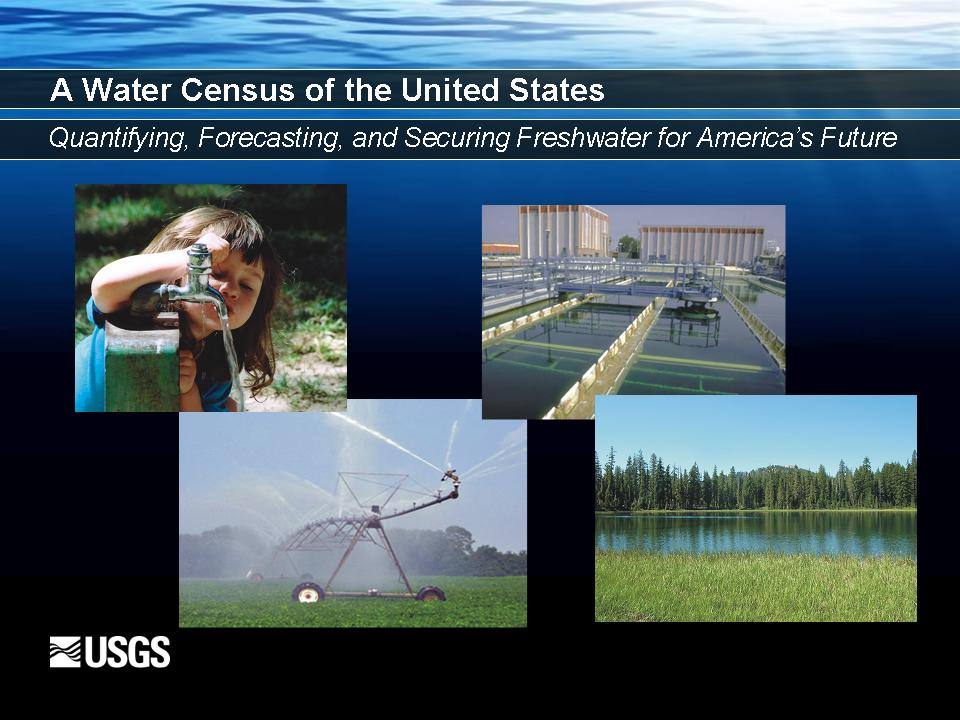 A Water Census of the United States
Quantifying, Forecasting, and Securing Freshwater for America's Future
USGS